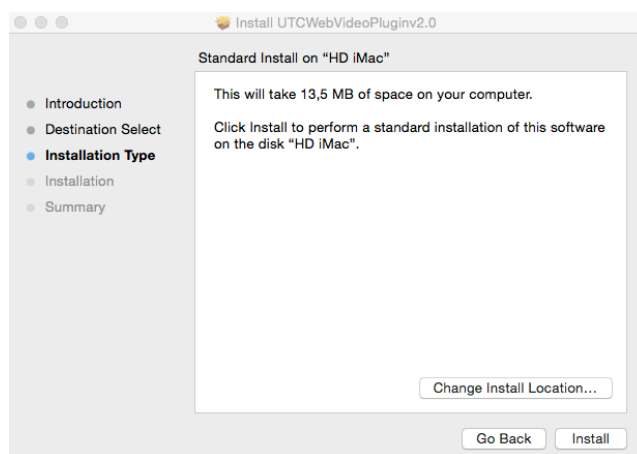 Install UTCWebVideoPluginv2.0
Standard Install on “HD iMac”
Introduction
Destination Select
Installation Type
Installation
Summary
This will take 13,5 MB of space on your computer.
Click Install to perform a standard installation of this software
on the disk “HD iMac”.
Change Install Location...
Go Back
Install